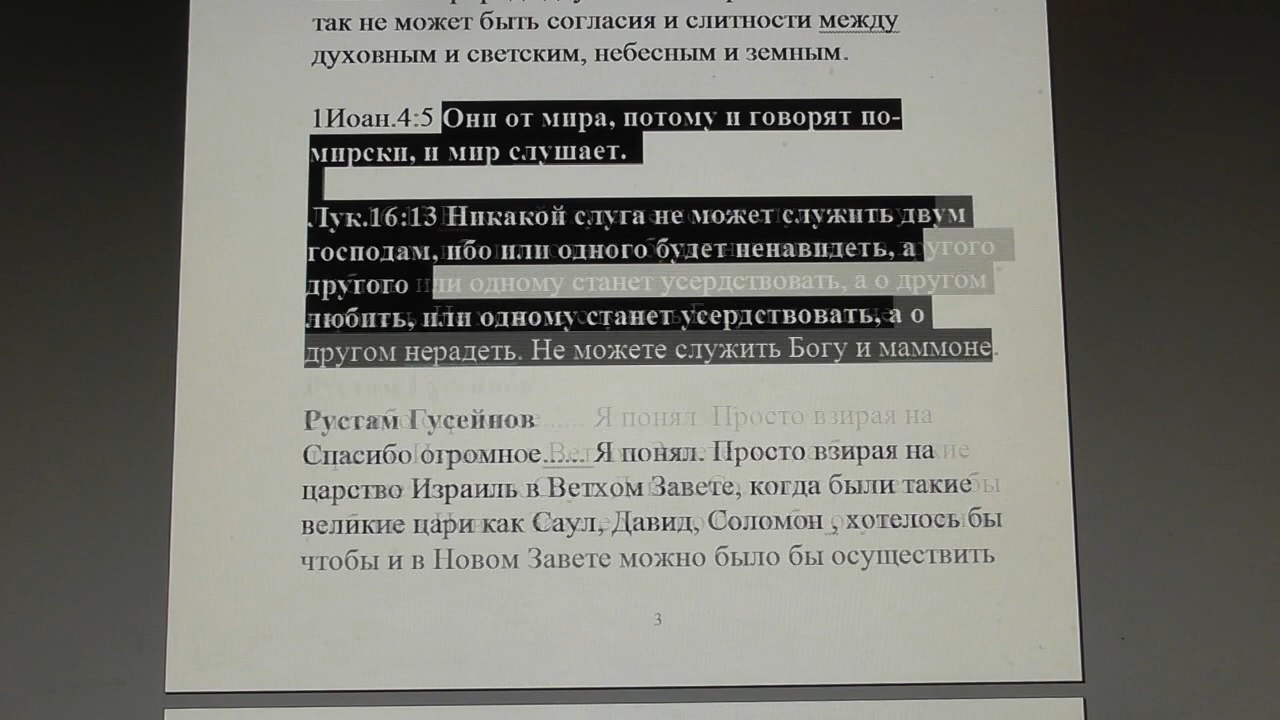 так не может быть согласия и слитности между
духовным и светским, небесным и земным.
1Иоан.4:5 Они от мира, потому и говорят по-
мирски, и мир слушает.
Лук.16:13 Никакой слуга не может служить двум
господам, ибо или одного будет ненавидеть, а
другого
любить, или одному станет усердствовать, а о
другом нерадеть. Не можете служить Богу и маммоне.
Рустам Гусейнов
Спасибо огромное...... Я понял. Просто взирая на
царство Израиль в Ветхом Завете, когда были такие
великие цари как Саул, Давид, Соломон , хотелось бы
чтобы и в Новом Завете можно было бы осуществить
3